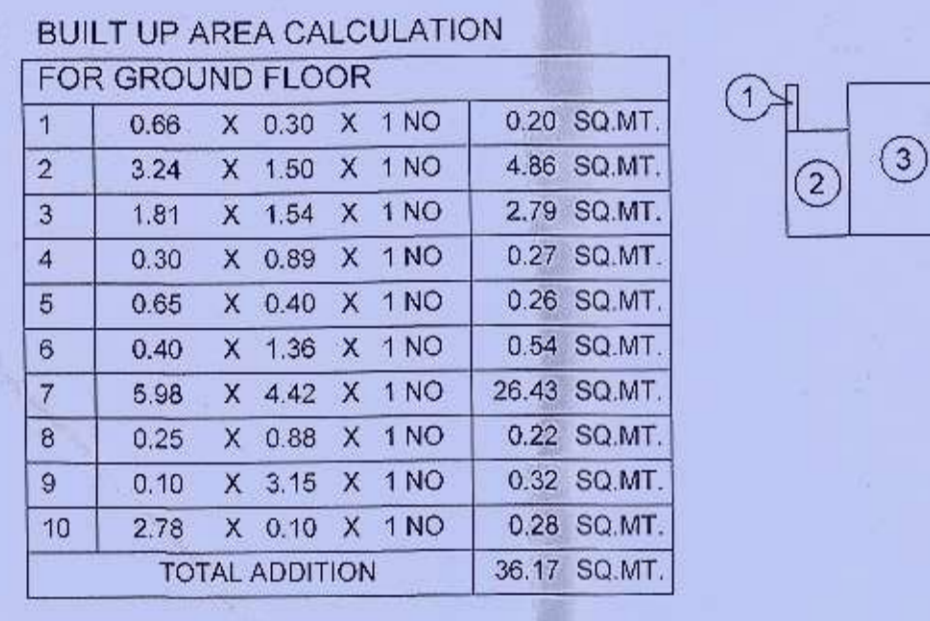 BUILT UP AREA CALCULATION
FOR GROUND FLOOR
1 0.66 X 0.30 X 1 NO 0.20 SQ.MT.
2 3.24 X 1.50 X 1 NO 4.86 SQ.MT.
3 1.81 X 1.54 X 1 NO 2.79 SQ.MT.
4 0.30 X 0.89 X 1 NO 0.27 SQ.MT.
5 0.65 X 0.40 X 1 NO 0.26 SQ.MT.
6 0.40 X 1.36 X 1 NO 0.54 SQ.MT.
7 5.98 X 4.42 X 1 NO 26.43 SQ.MT.
8 0.25 X 0.88 X 1 NO 0.22 SQ.MT.
9 0.10 X 3.15 X 1 NO 0.32 SQ.MT.
10 2.78 X 0.10 X 1 NO 0.28 SQ.MT.
TOTAL ADDITION 36.17 SQ.MT.
1
2
3